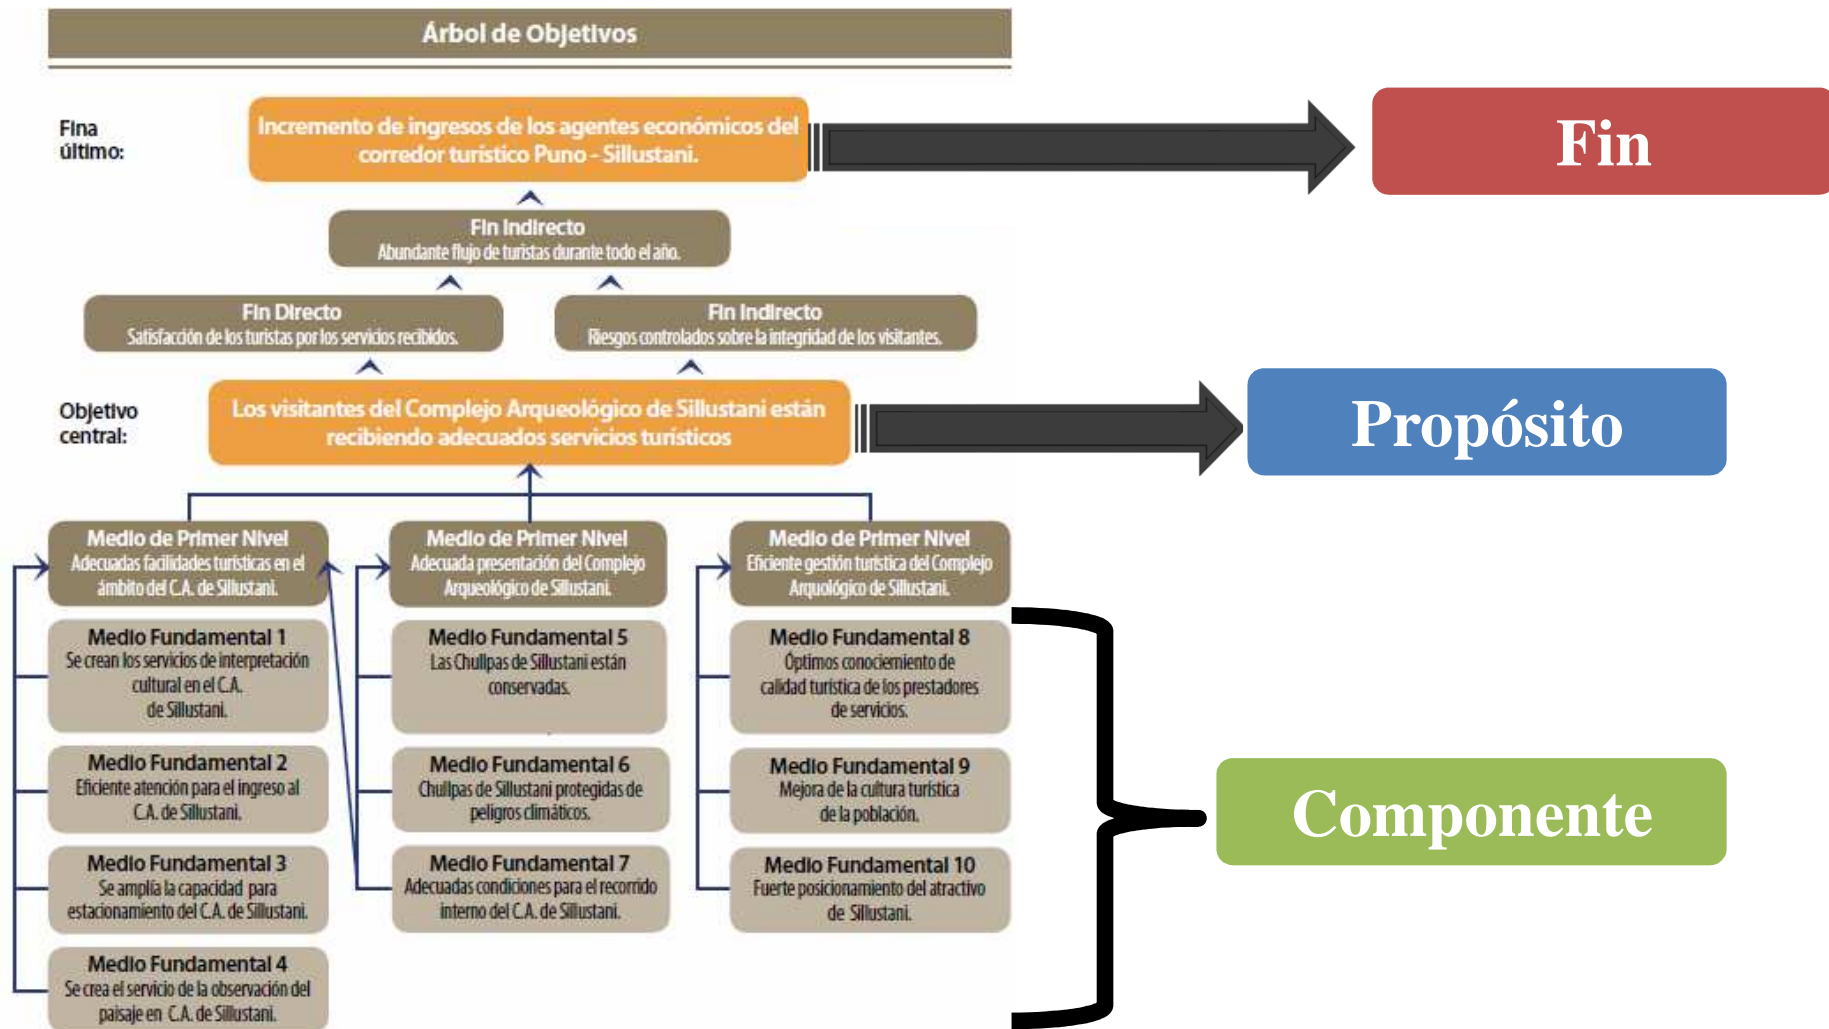 Árbol de Objetivos
Fina
último:
Incremento de ingresos de los agentes económicos del
corredor turístico Puno - Sillustani.
Fin
Fin Indirecto
Abundante flujo de turistas durante todo el año.
Fin Directo
Satisfacción de los turistas por los servicios recibidos.
Fin Indirecto
Riesgos controlados sobre la integridad de los visitantes.
Objetivo
central:
Los visitantes del Complejo Arqueológico de Sillustani están
recibiendo adecuados servicios turísticos
Propósito
Medio de Primer Nivel
Adecuadas facilidades turísticas en el
ámbito del C.A. de Sillustani.
Medio de Primer Nivel
Adecuada presentación del Complejo
Arqueológico de Sillustani.
Medio de Primer Nivel
Eficiente gestión turística del Complejo
Arquológico de Sillustani.
Medio Fundamental 1
Se crean los servicios de interpretación
cultural en el C.A.
de Sillustani.
Medio Fundamental 5
Las Chullpas de Sillustani están
conservadas.
Medio Fundamental 8
Óptimos conociemiento de
calidad turística de los prestadores
de servicios.
Medio Fundamental 2
Eficiente atención para el ingreso al
C.A. de Sillustani.
Medio Fundamental 6
Chullpas de Sillustani protegidas de
peligros climáticos.
Medio Fundamental 9
Mejora de la cultura turística
de la población.
Componente
Medio Fundamental 3
Se amplía la capacidad para
estacionamiento del C.A. de Sillustani.
Medio Fundamental 7
Adecuadas condiciones para el recorrido
interno del C.A. de Sillustani.
Medio Fundamental 10
Fuerte posicionamiento del atractivo
de Sillustani.
Medio Fundamental 4
Se crea el servicio de la observación del
paisaje en C.A. de Sillustani.